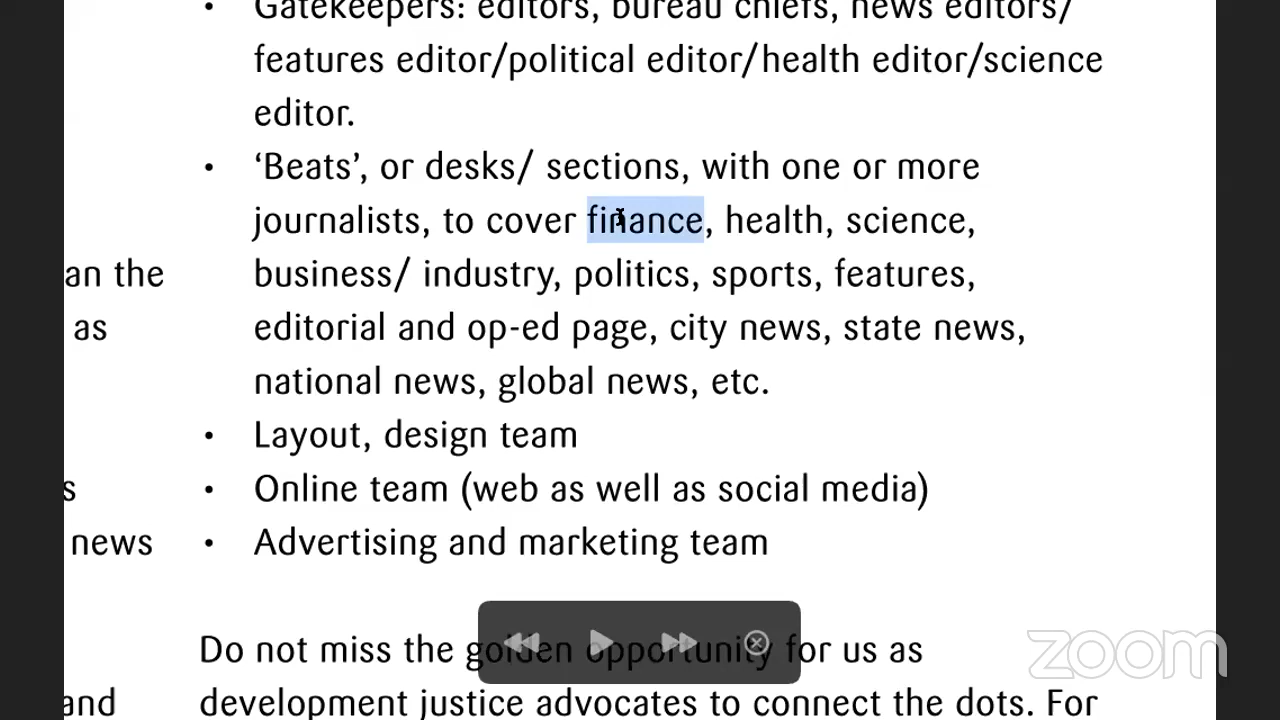 Gatekeepers: editors, bureau chiefs, news editors/
features editor/political editor/health editor/science
editor.
• ‘Beats’, or desks/ sections, with one or more
journalists, to cover finance, health, science,
business/ industry, politics, sports, features,
editorial and op-ed page, city news, state news,
national news, global news, etc.
• Layout, design team
• Online team (web as well as social media)
• Advertising and marketing team
Do not miss the golden opportunity for us as
development justice advocates to connect the dots. For
an the
as
s
news
and
zoom